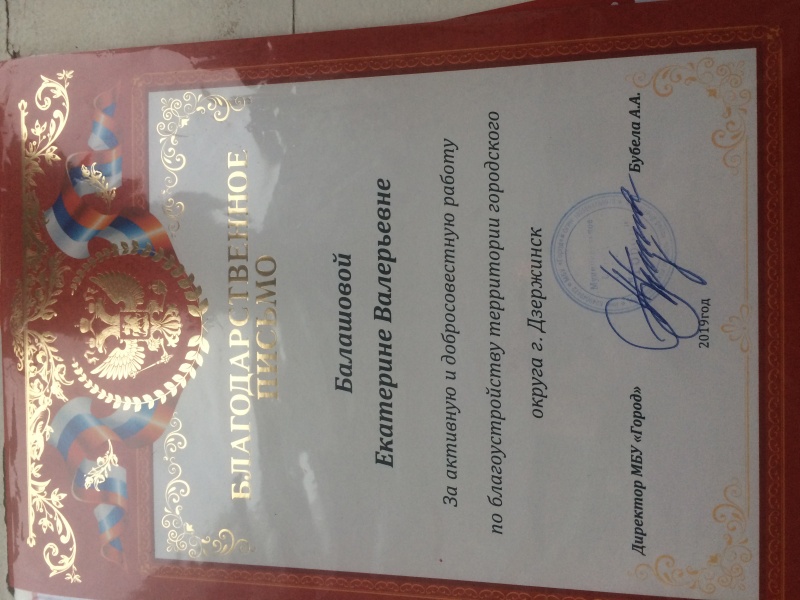 БЛАГОДАРСТВЕННОЕ
ПИСЬМО
Балашовой
Екатерине Валерьевне
За активную и добросовестную работу
по благоустройству территории городского
округа г. Дзержинск
Директор МБУ «Город»
Бубела А.А.
2019год